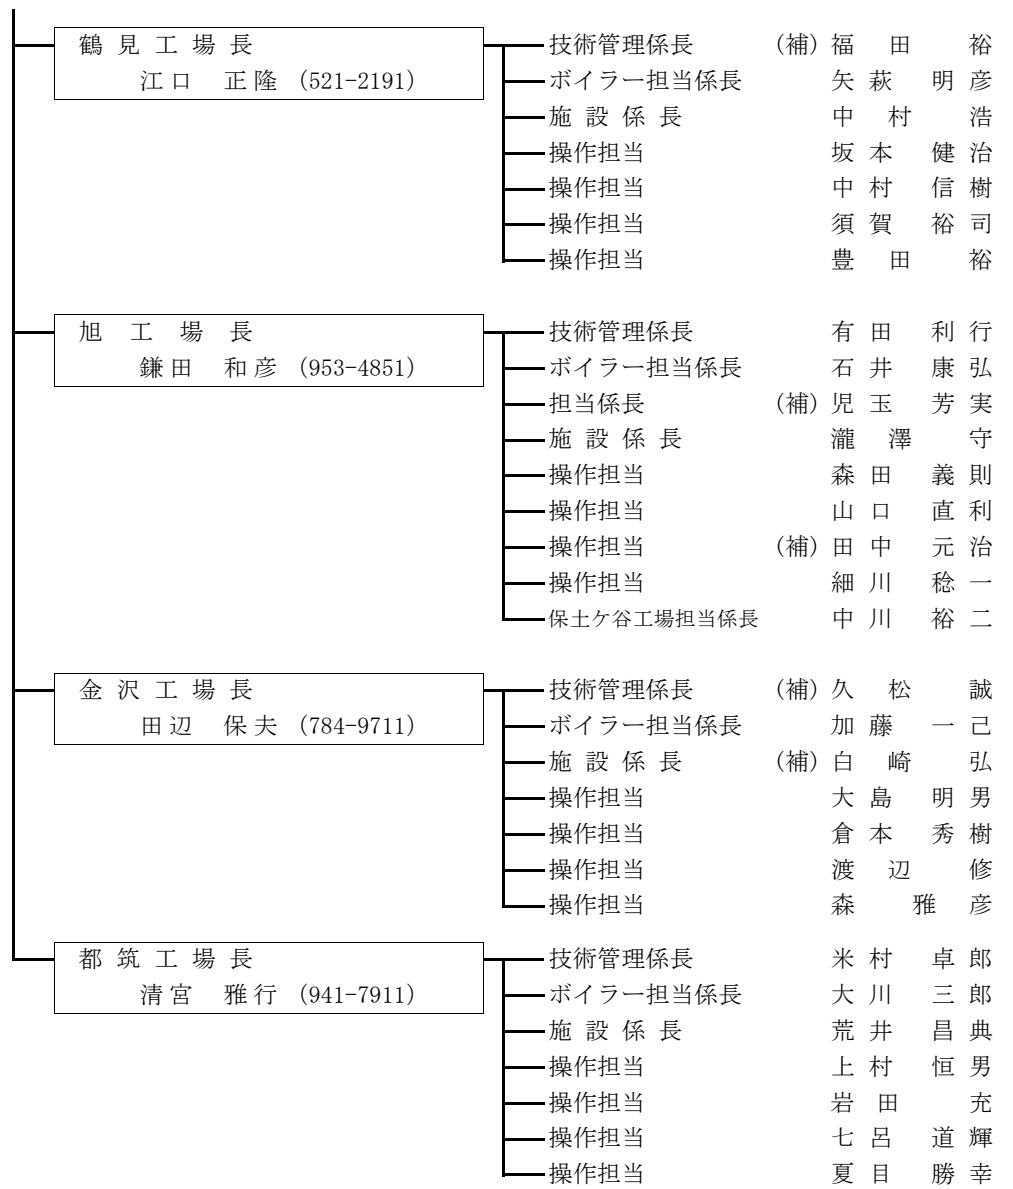 鶴見工場長
江口 正隆 (521-2191)
技術管理係長 (補) 福田 裕
ボイラー担当係長 矢萩 明彦
施設係長 中村 浩
操作担当 坂本 健治
操作担当 中村 信樹
操作担当 須賀 裕司
操作担当 豊田 裕
旭工場長
鎌田 和彦 (953-4851)
技術管理係長 有田 利行
ボイラー担当係長 石井 康弘
担当係長 (補) 児玉 芳実
施設係長 瀧澤 守
操作担当 森田 義則
操作担当 山口 直利
操作担当 (補) 田中 元治
操作担当 細川 稔一
保土ケ谷工場担当係長 中川 裕二
金沢工場長
田辺 保夫 (784-9711)
技術管理係長 (補) 久松 誠
ボイラー担当係長 加藤 一己
施設係長 (補) 白崎 弘
操作担当 大島 明男
操作担当 倉本 秀樹
操作担当 渡辺 修
操作担当 森 雅彦
都筑工場長
清宮 雅行 (941-7911)
技術管理係長 米村 卓郎
ボイラー担当係長 大川 三郎
施設係長 荒井 昌典
操作担当 上村 恒男
操作担当 岩田 充
操作担当 七呂 道輝
操作担当 夏目 勝幸